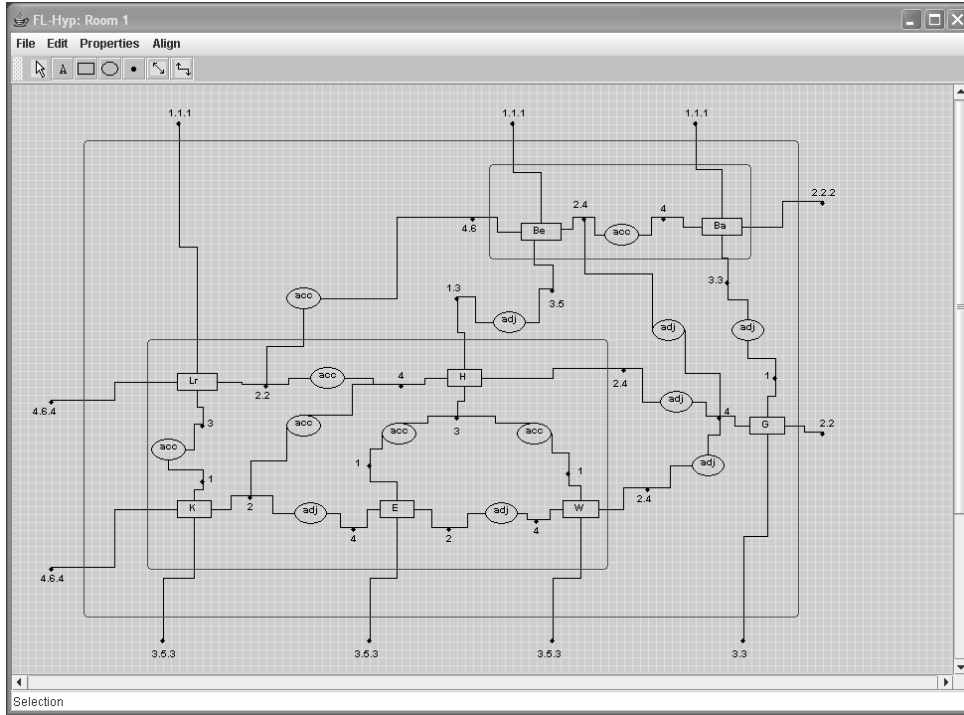 FL-Hyp: Room 1
File Edit Properties Align
A
1.1.1 1.1.1 1.1.1
2.2.2
2.4 4
4.6 Be acc Ba
3.3
acc 1.3 3.5
adj adj adj
acc 4 H
Lr 2.2 2.4 1
4.6.4 adj 4
3 acc acc 3 acc G 2.2
acc
1 1 1 adj
K 2 2.4
adj E adj W
4 2 4
4.6.4
3.5.3 3.5.3 3.5.3 3.3
Selection